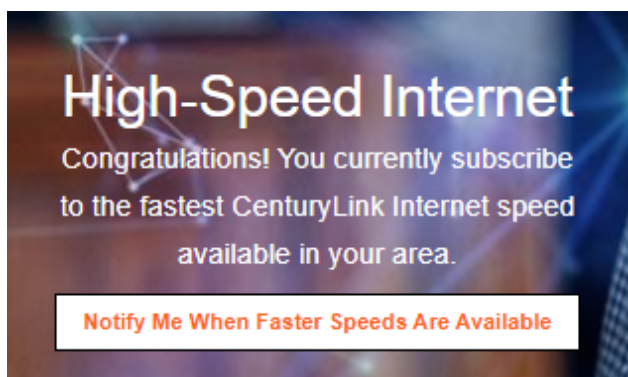 High-Speed Internet
Congratulations! You currently subscribe
to the fastest CenturyLink Internet speed
available in your area.
Notify Me When Faster Speeds Are Available